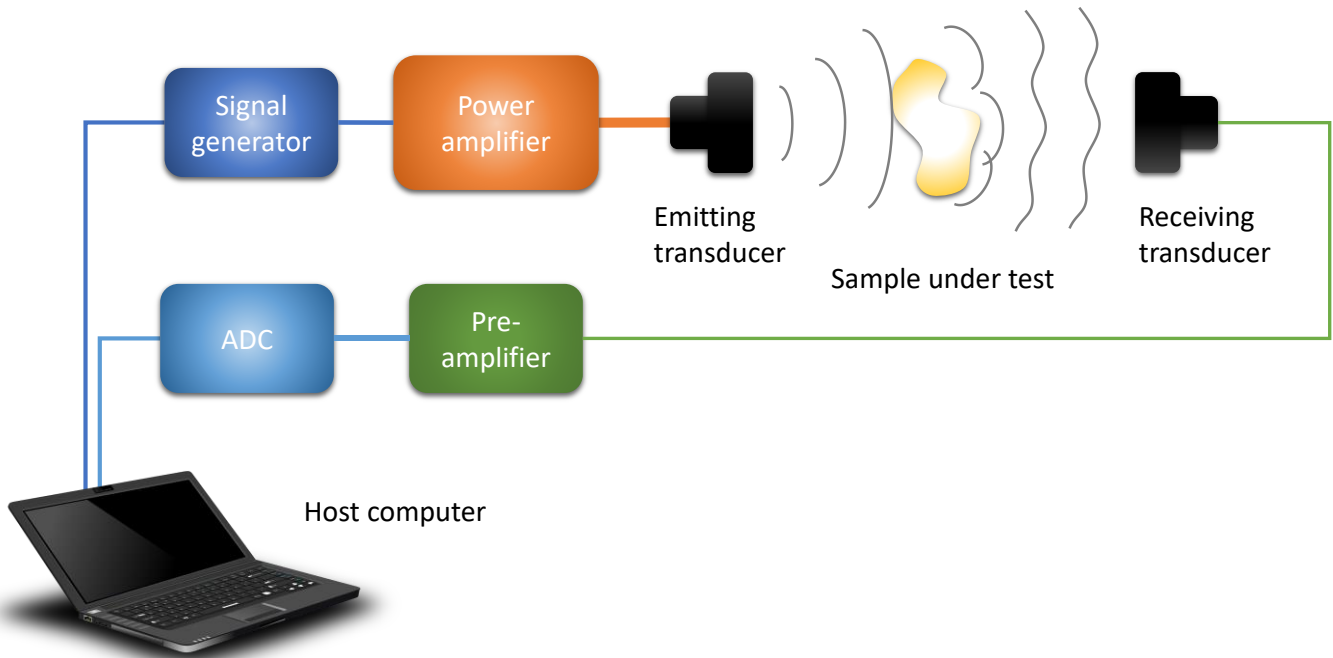 Signal
generator
Power
amplifier
Emitting
transducer
Sample under test
Receiving
transducer
ADC
Pre-
amplifier
Host computer